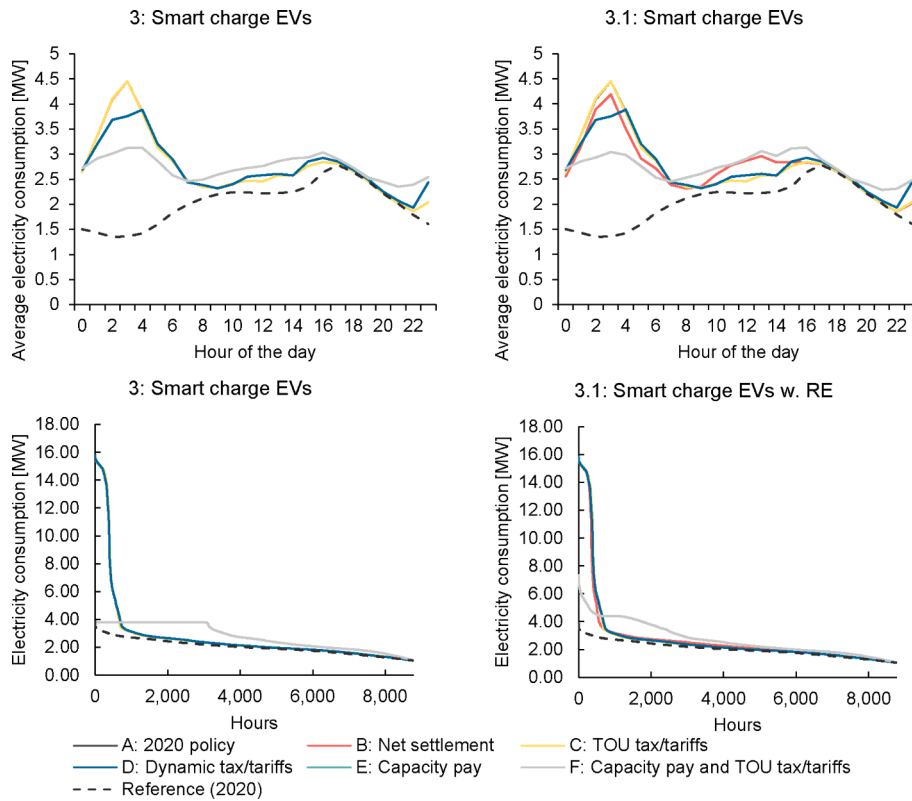 3: Smart charge EVs
3.1: Smart charge EVs
Average electricity consumption [MW]
5
4.5
4
3.5
3
2.5
2
1.5
1
0.5
0
0 2 4 6 8 10 12 14 16 18 20 22
Hour of the day
Average electricity consumption [MW]
5
4.5
4
3.5
3
2.5
2
1.5
1
0.5
0
0 2 4 6 8 10 12 14 16 18 20 22
Hour of the day
3: Smart charge EVs
3.1: Smart charge EVs w. RE
Electricity consumption [MW]
18.00
16.00
14.00
12.00
10.00
8.00
6.00
4.00
2.00
0.00
0 2,000 4,000 6,000 8,000
Hours
Electricity consumption [MW]
18.00
16.00
14.00
12.00
10.00
8.00
6.00
4.00
2.00
0.00
0 2,000 4,000 6,000 8,000
Hours
A: 2020 policy B: Net settlement C: TOU tax/tariffs
D: Dynamic tax/tariffs E: Capacity pay F: Capacity pay and TOU tax/tariffs
Reference (2020)